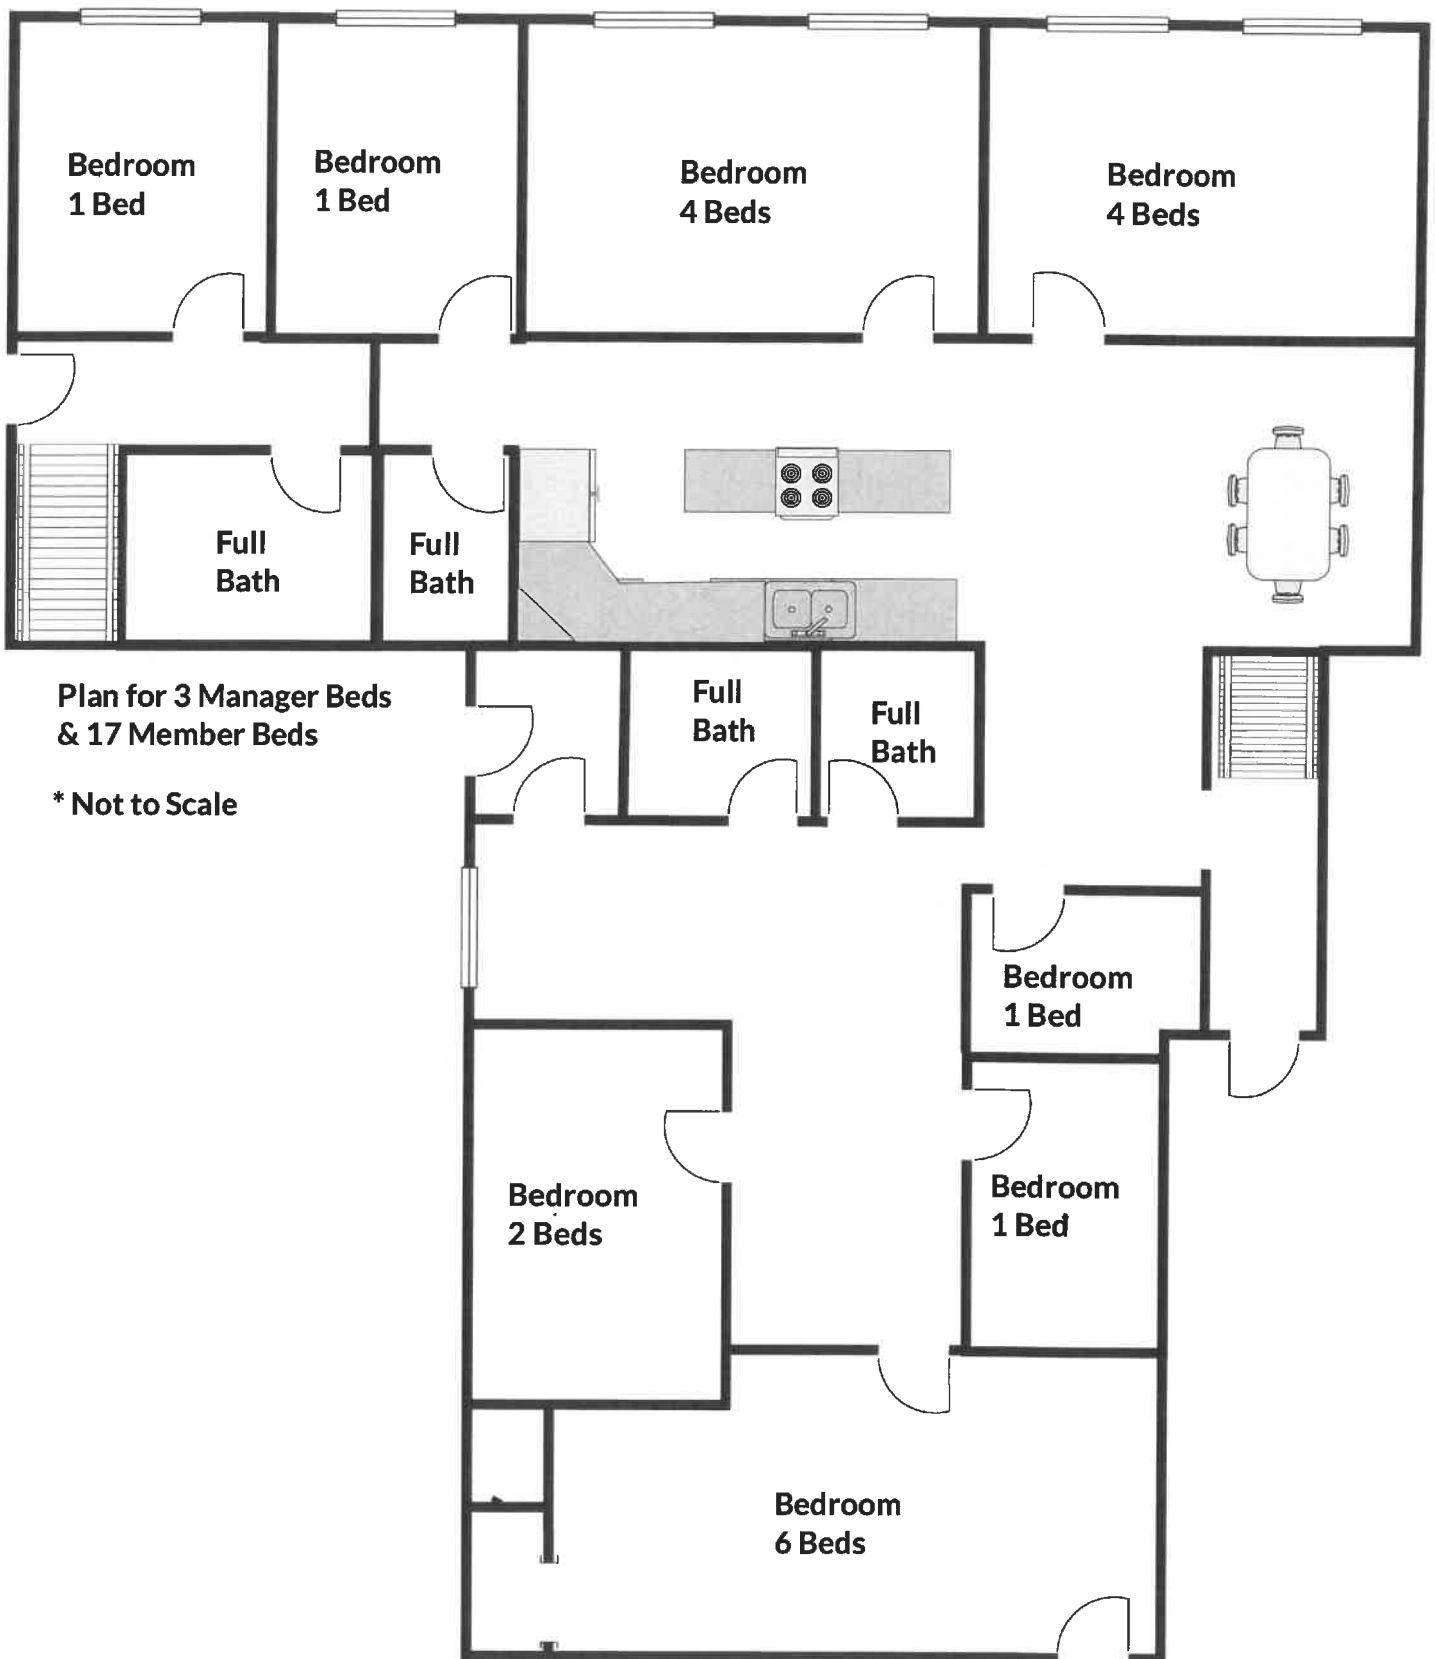 Bedroom
1 Bed
Bedroom
1 Bed
Bedroom
4 Beds
Bedroom
4 Beds
Full
Bath
Full
Bath
Plan for 3 Manager Beds
& 17 Member Beds
* Not to Scale
Full
Bath
Full
Bath
Bedroom
1 Bed
Bedroom
2 Beds
Bedroom
1 Bed
Bedroom
6 Beds